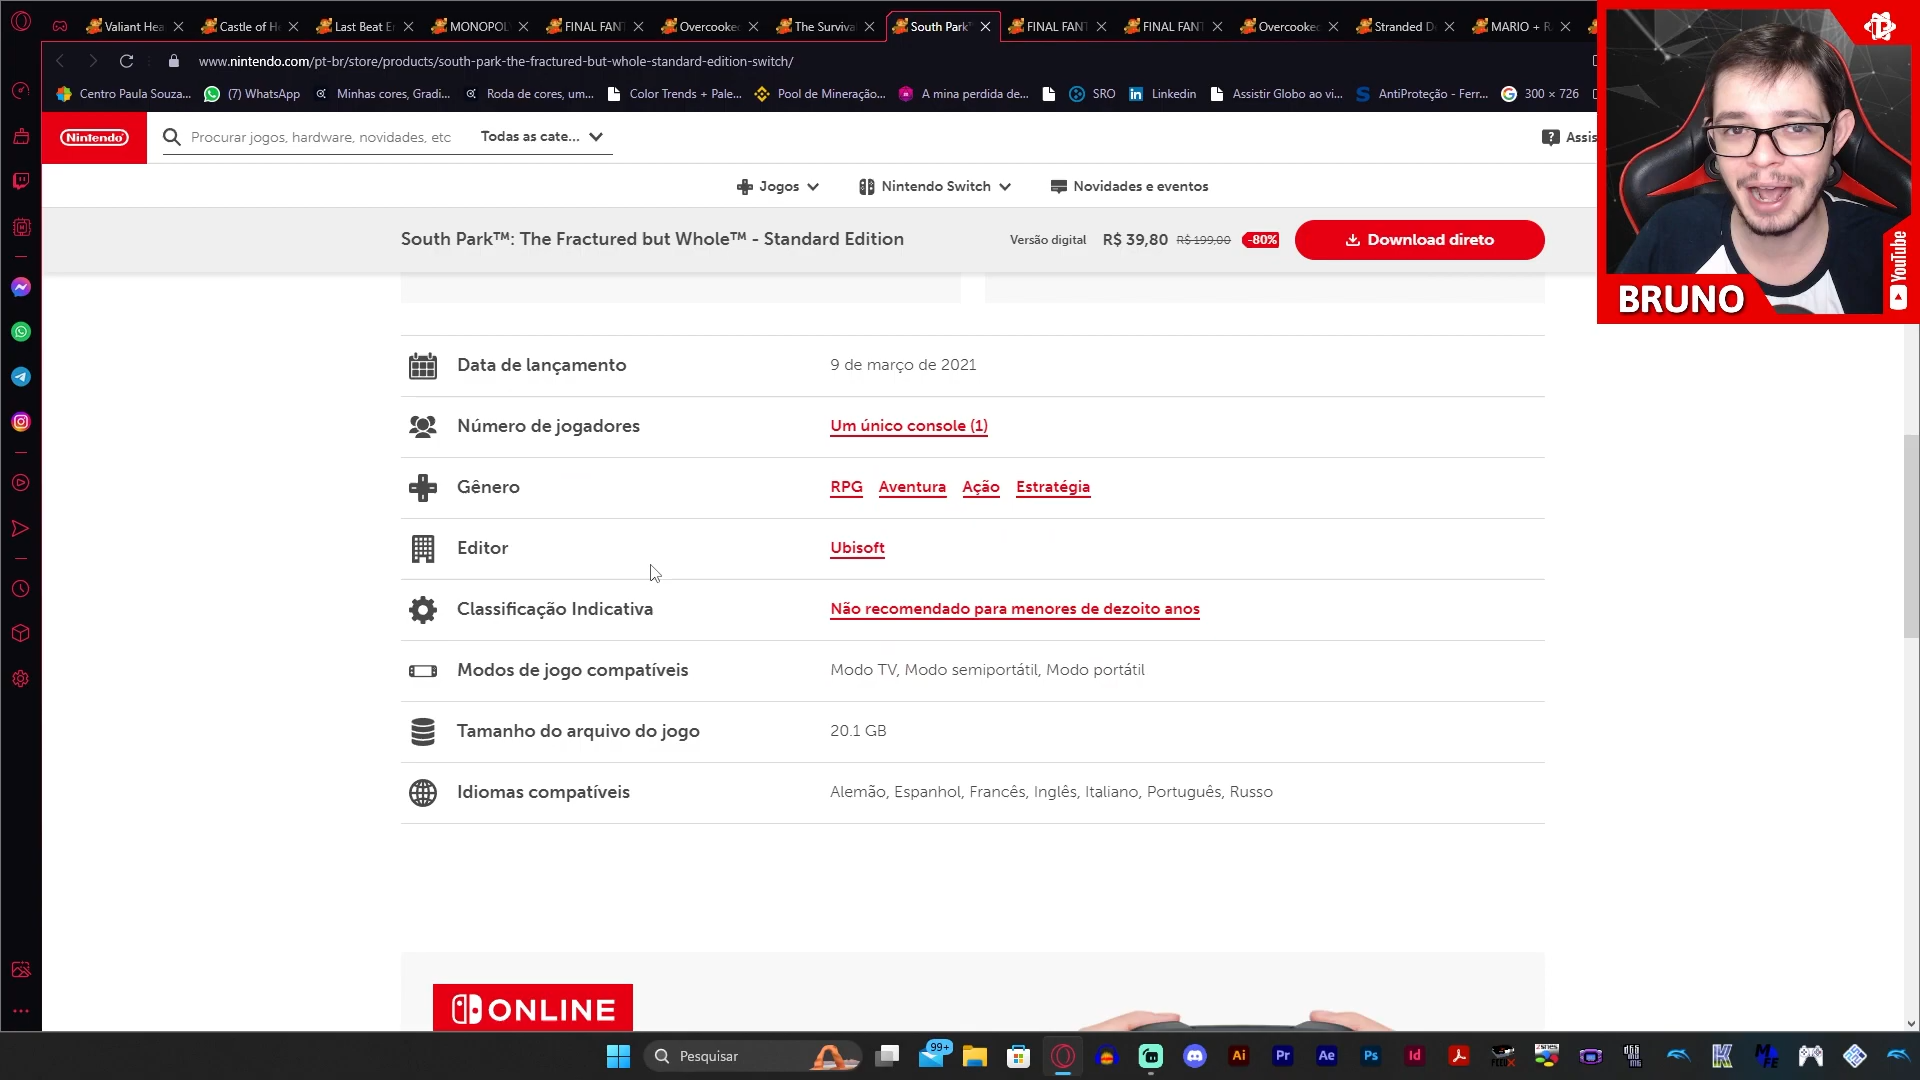 Valiant Hea
Castle of He
Last Beat En
MONOPOL
FINAL FANT
Overcooked
The Surviva
South Park™
FINAL FANT
FINAL FANT
Overcooked
Stranded De
MARIO + R
www.nintendo.com/pt-br/store/products/south-park-the-fractured-but-whole-standard-edition-switch/
Centro Paula Souza...
(7) WhatsApp
Minhas cores, Gradi...
Roda de cores, um...
Color Trends + Pale...
Pool de Mineração...
A mina perdida de...
SRO
Linkedin
Assistir Globo ao vi...
AntiProteção - Ferr...
300 × 726
Nintendo
Procurar jogos, hardware, novidades, etc
Todas as cate...
Assis
Jogos
Nintendo Switch
Novidades e eventos
South Park™: The Fractured but Whole™ - Standard Edition
Versão digital
R$ 39,80
R$ 199,00
-80%
Download direto
YouTube
BRUNO
Data de lançamento
9 de março de 2021
Número de jogadores
Um único console (1)
Gênero
RPG Aventura Ação Estratégia
Editor
Ubisoft
Classificação Indicativa
Não recomendado para menores de dezoito anos
Modos de jogo compatíveis
Modo TV, Modo semiportátil, Modo portátil
Tamanho do arquivo do jogo
20.1 GB
Idiomas compatíveis
Alemão, Espanhol, Francês, Inglês, Italiano, Português, Russo
ONLINE
Pesquisar
99+
Ai
Pr
Ae
Ps
Id